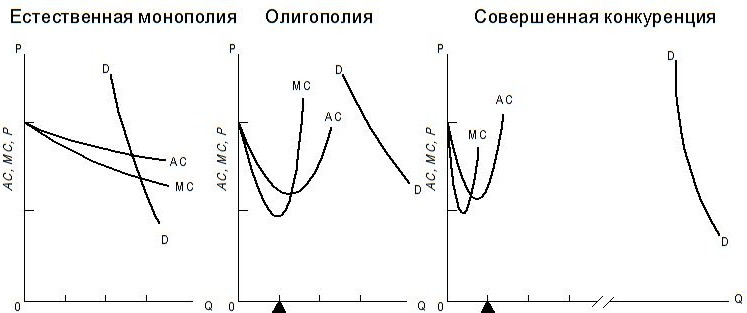 Естественная монополия
P
AC, MC, P
D
AC
MC
D
0
Q
Олигополия
P
AC, MC, P
MC
D
AC
D
0
Q
Совершенная конкуренция
P
AC, MC, P
D
AC
MC
D
0
Q